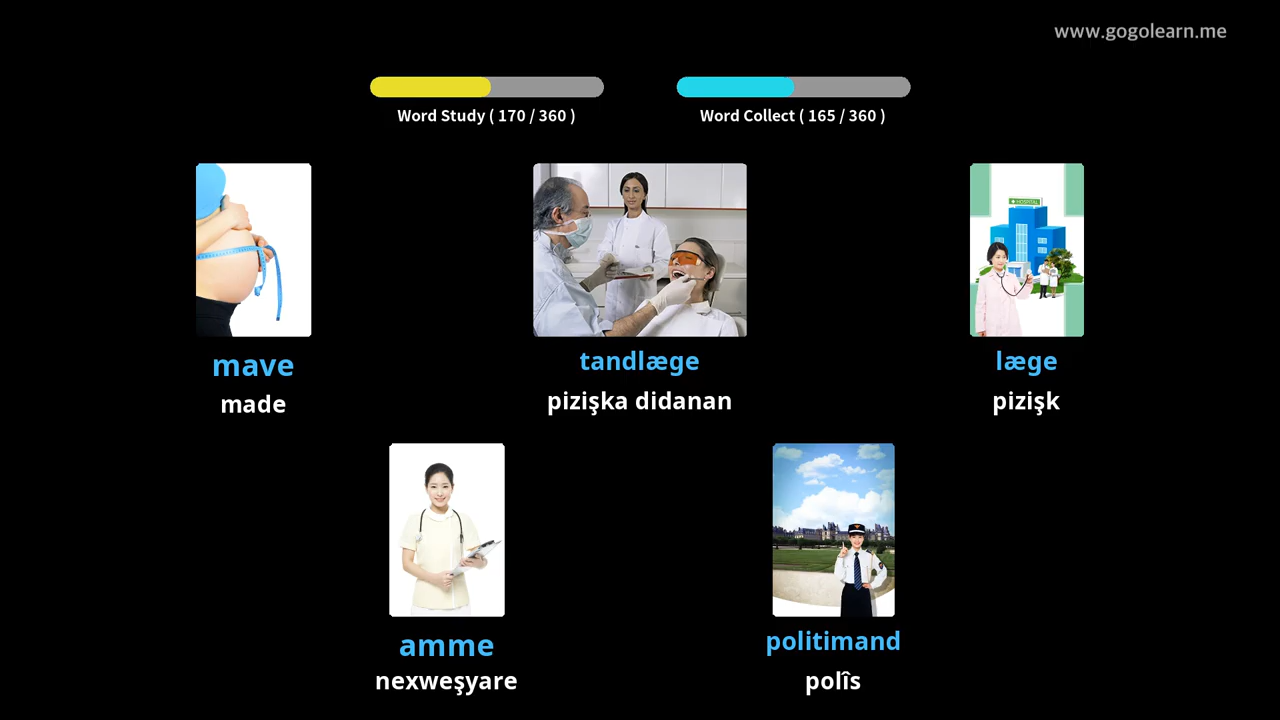 www.gogolearn.me
Word Study ( 170 / 360 )
Word Collect ( 165 / 360 )
HOSPITAL
mave
made
tandlæge
pizişka didanan
læge
pizişk
amme
nexweşyare
politimand
polîs